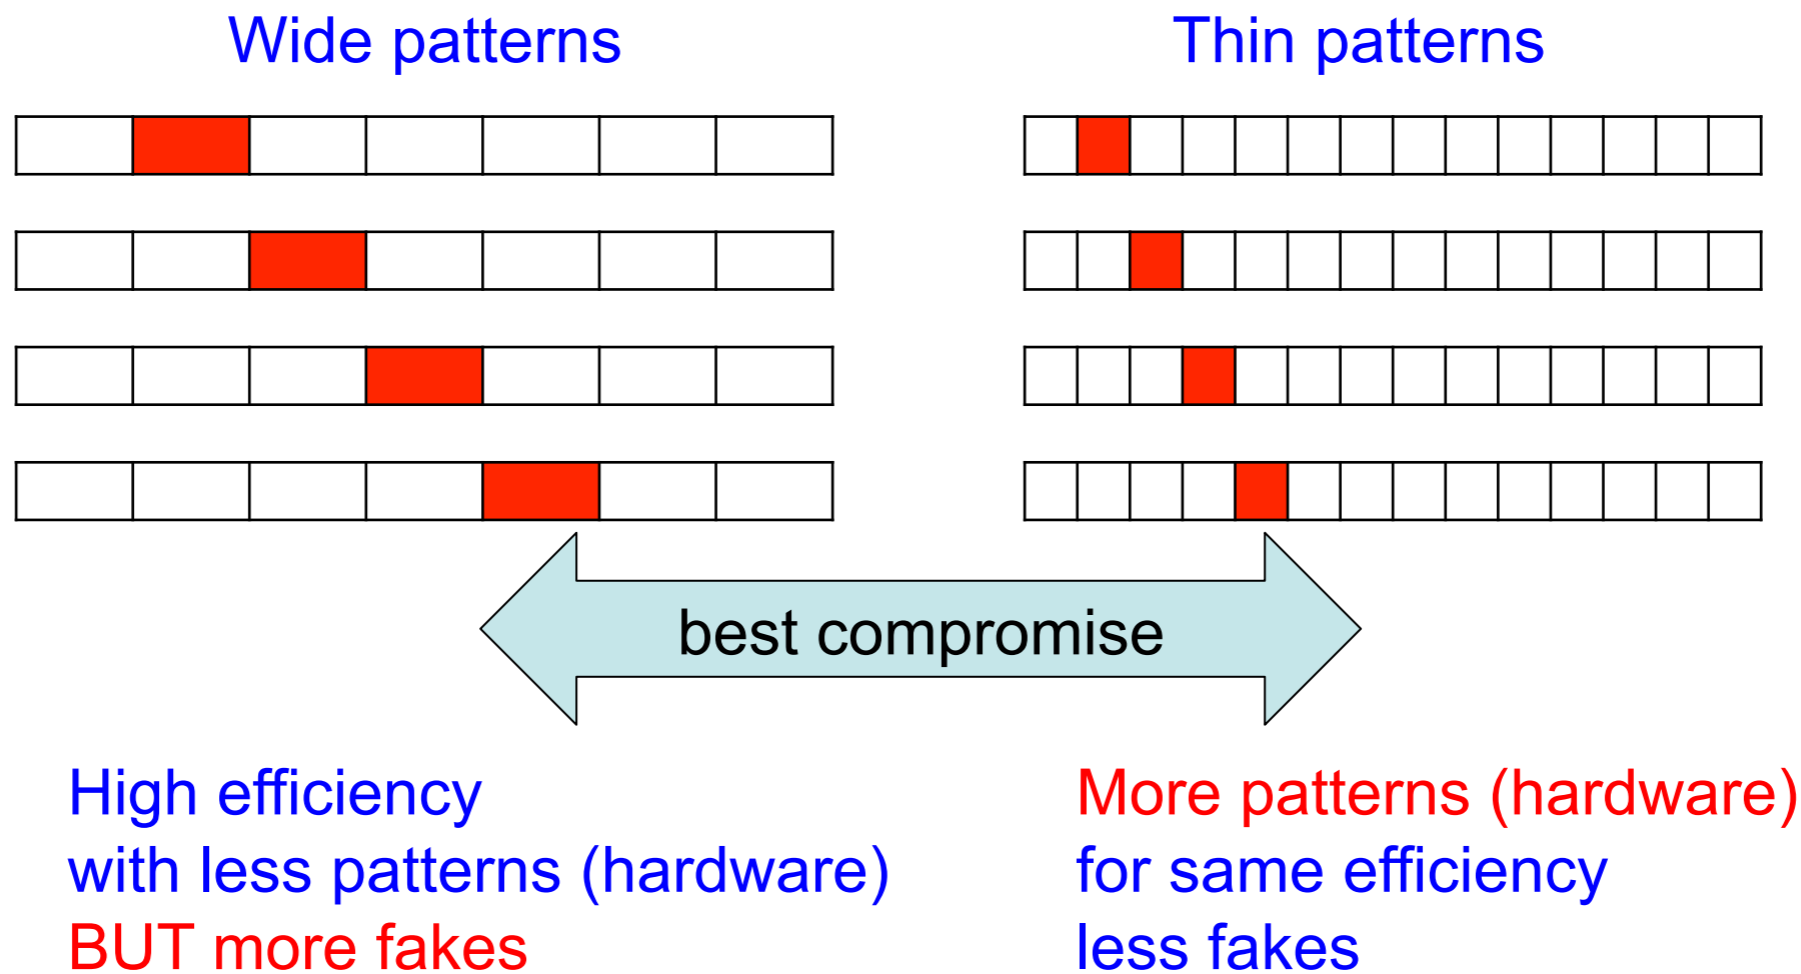 Wide patterns
Thin patterns
best compromise
High efficiency
with less patterns (hardware)
BUT more fakes
More patterns (hardware)
for same efficiency
less fakes